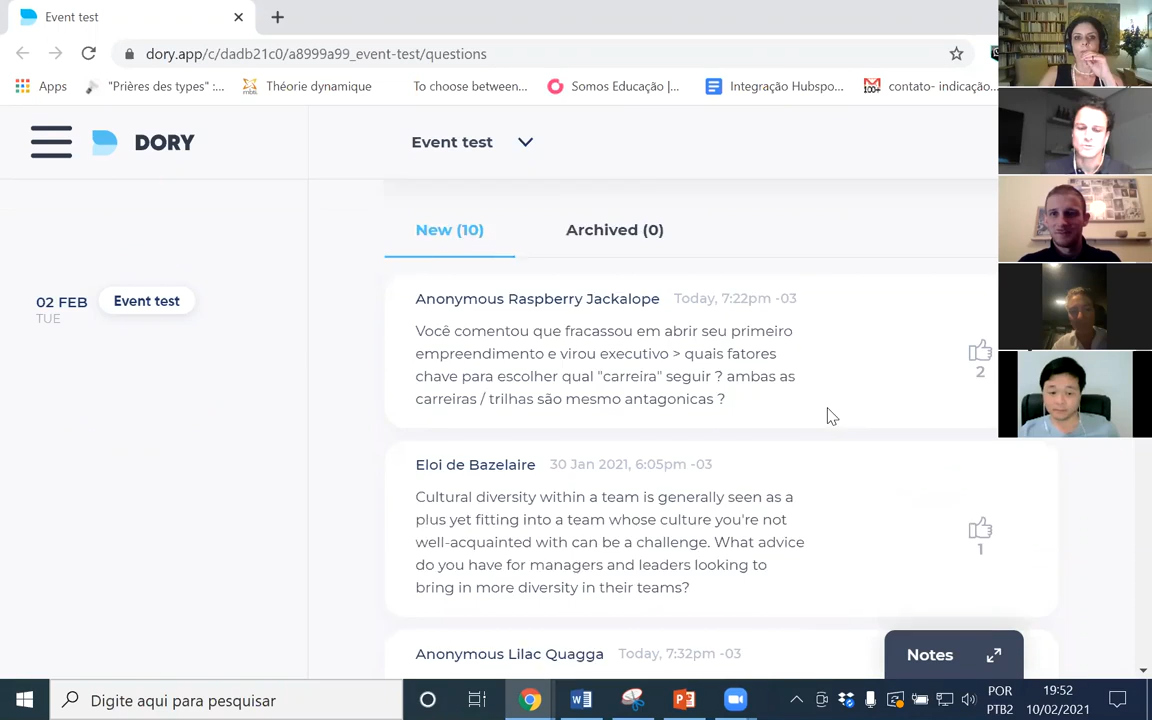 Event test
dory.app/c/dadb21c0/a8999a99_event-test/questions
Apps
"Prières des types" :...
Théorie dynamique
To choose between...
Somos Educação |...
Integração Hubspo...
contato- indicação...
DORY
Event test
New (10)
Archived (0)
02 FEB
TUE
Event test
Anonymous Raspberry Jackalope Today, 7:22pm -03
Você comentou que fracassou em abrir seu primeiro
empreendimento e virou executivo > quais fatores
chave para escolher qual "carreira" seguir ? ambas as
carreiras / trilhas são mesmo antagonicas ?
2
Eloi de Bazelaire 30 Jan 2021, 6:05pm -03
Cultural diversity within a team is generally seen as a
plus yet fitting into a team whose culture you're not
well-acquainted with can be a challenge. What advice
do you have for managers and leaders looking to
bring in more diversity in their teams?
1
Anonymous Lilac Quagga Today, 7:32pm -03
Notes
Digite aqui para pesquisar
POR
PTB2
19:52
10/02/2021